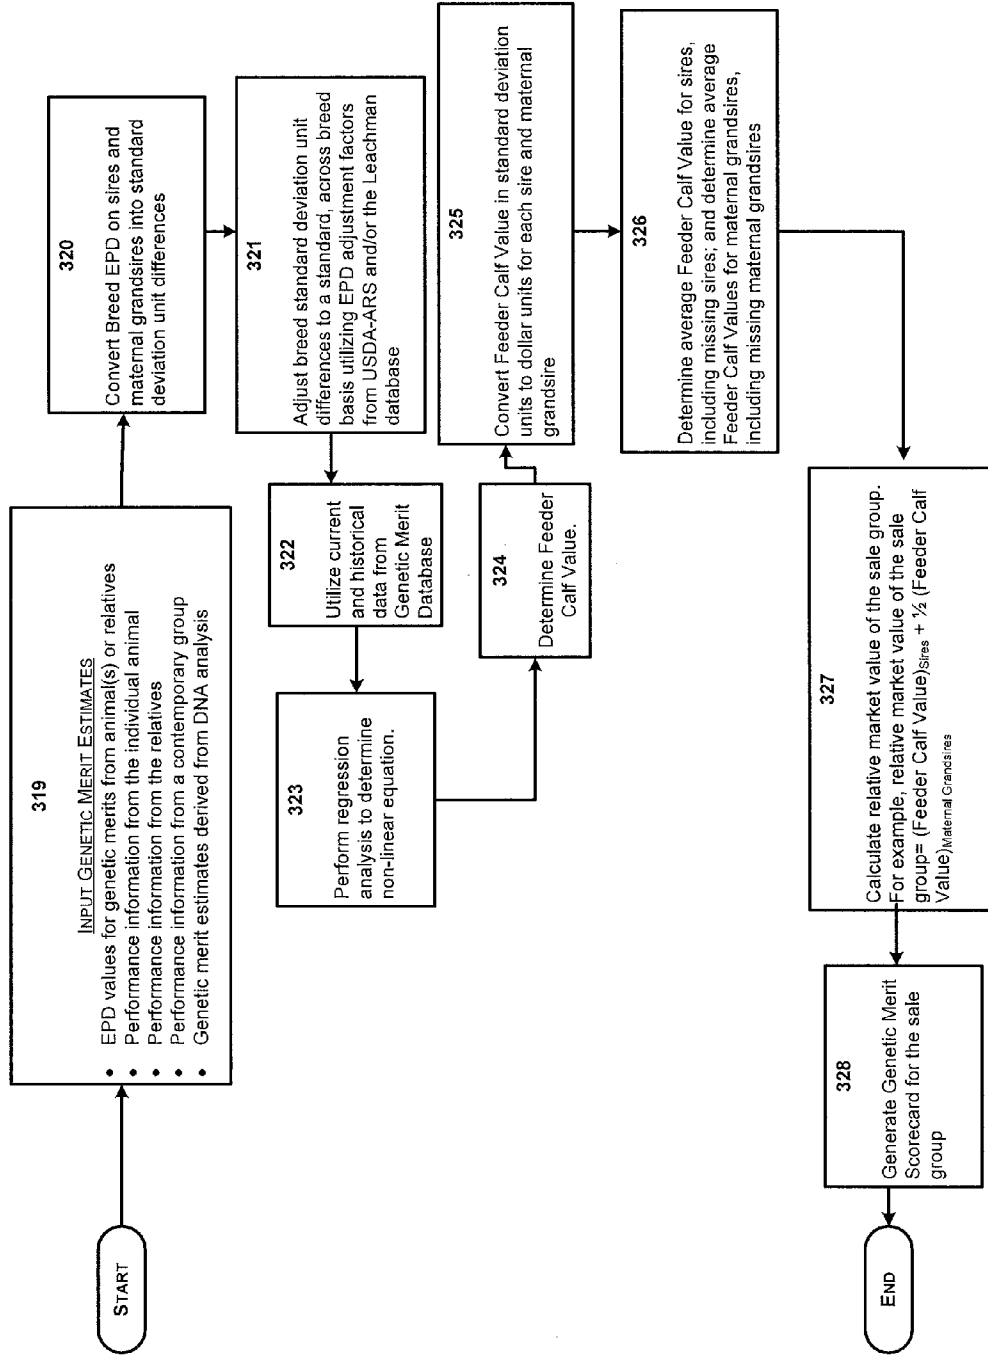 START
319
INPUT GENETIC MERIT ESTIMATES
• EPD values for genetic merits from animal(s) or relatives
• Performance information from the individual animal
• Performance information from the relatives
• Performance information from a contemporary group
• Genetic merit estimates derived from DNA analysis
320
Convert Breed EPD on sires and
maternal grandsires into standard
deviation unit differences
321
Adjust breed standard deviation unit
differences to a standard, across breed
basis utilizing EPD adjustment factors
from USDA-ARS and/or the Leachman
database
322
Utilize current
and historical
data from
Genetic Merit
Database
323
Perform regression
analysis to determine
non-linear equation.
324
Determine Feeder
Calf Value.
325
Convert Feeder Calf Value in standard deviation
units to dollar units for each sire and maternal
grandsire
326
Determine average Feeder Calf Value for sires,
including missing sires; and determine average
Feeder Calf Values for maternal grandsires,
including missing maternal grandsires
327
Calculate relative market value of the sale group.
For example, relative market value of the sale
group= (Feeder Calf Value)Sires + ½ (Feeder Calf
Value)Maternal Grandsires
328
Generate Genetic Merit
Scorecard for the sale
group
END